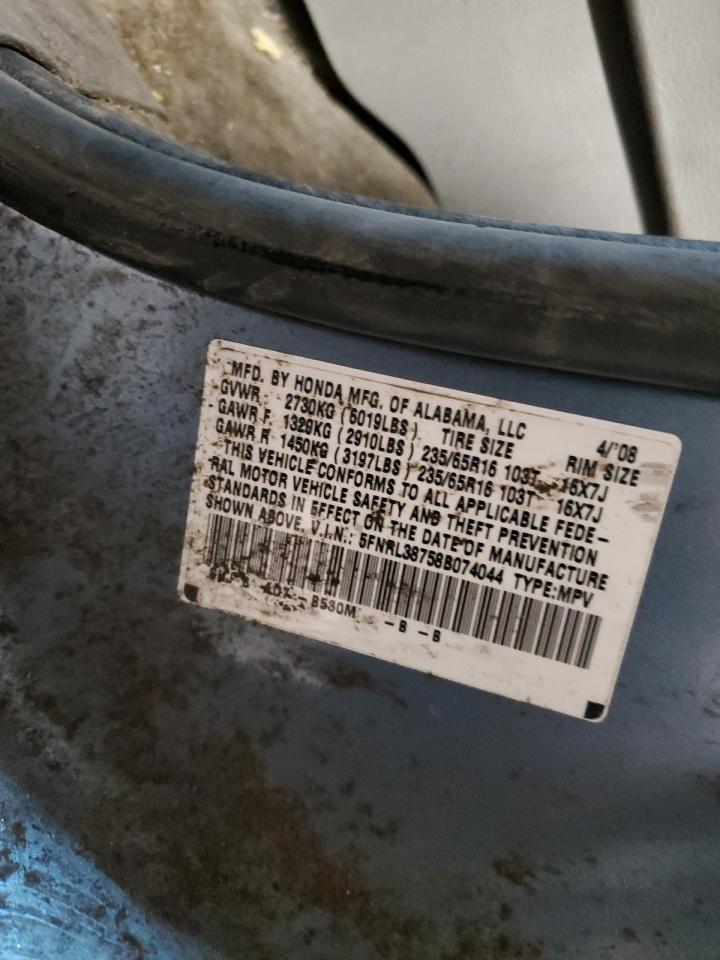 MFD. BY HONDA MFG. OF ALABAMA, LLC 4/'08
GVWR 2730KG (6019LBS) TIRE SIZE RIM SIZE
GAWR F 1320KG (2910LBS) 235/65R16 103T 16X7J
GAWR R 1450KG (3197LBS) 235/65R16 103T 16X7J
THIS VEHICLE CONFORMS TO ALL APPLICABLE FEDE-
RAL MOTOR VEHICLE SAFETY AND THEFT PREVENTION
STANDARDS IN EFFECT ON THE DATE OF MANUFACTURE
SHOWN ABOVE. V.I.N.: 5FNRL38758B074044 TYPE:MPV
B530M -B -B